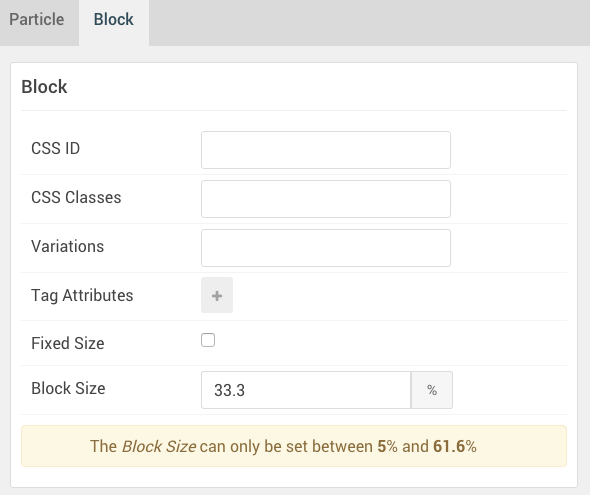 Particle Block
Block
CSS ID
CSS Classes
Variations
Tag Attributes +
Fixed Size
Block Size 33.3 %
The Block Size can only be set between 5% and 61.6%